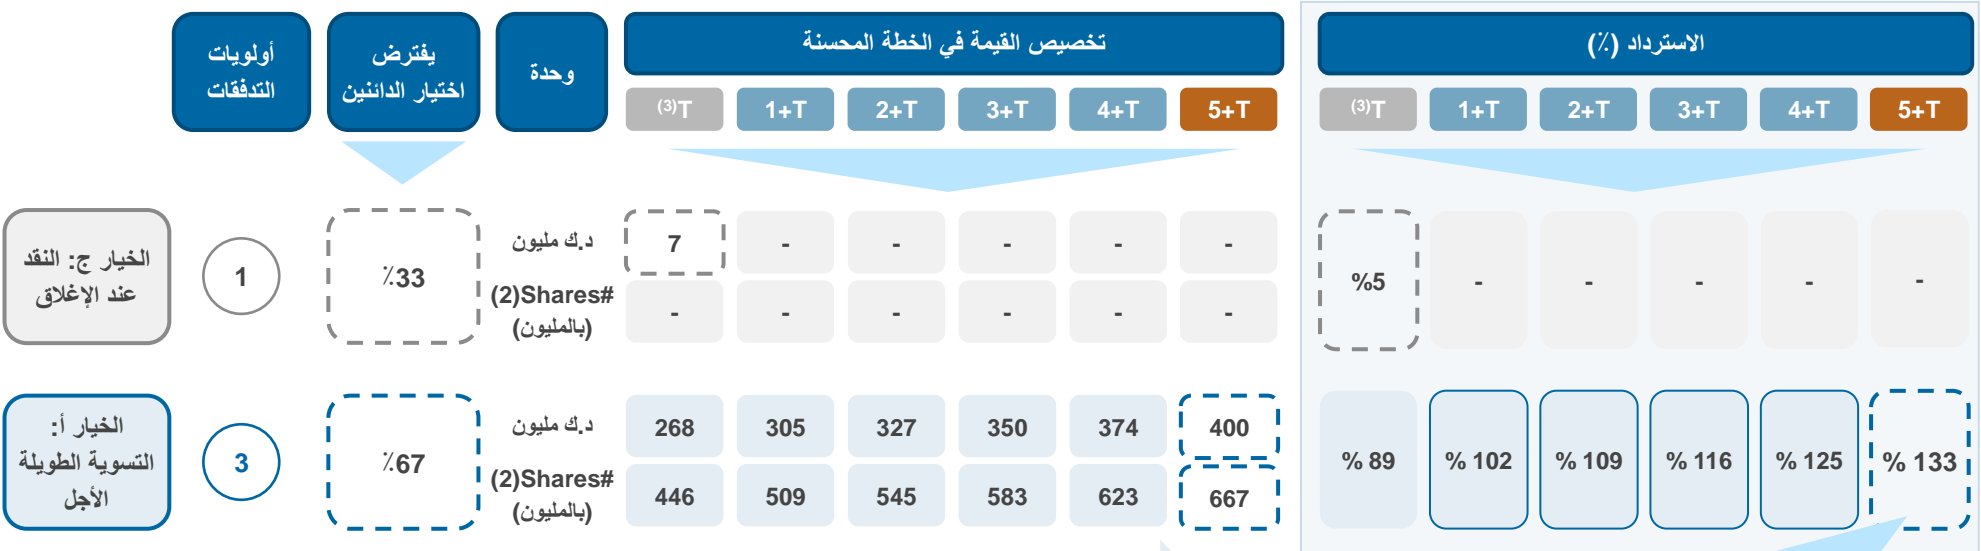 أولويات
التدفقات
يفترض
اختيار الدائنين
وحدة
تخصيص القيمة في الخطة المحسنة
T(3) 1+T 2+T 3+T 4+T 5+T
الاسترداد (٪)
T(3) 1+T 2+T 3+T 4+T 5+T
الخيار ج: النقد
عند الإغلاق
1
٪33
د.ك مليون
7 - - - - -
#Shares(2)
(بالمليون)
- - - - - -
%5 - - - - -
الخيار أ:
التسوية الطويلة
الأجل
3
٪67
د.ك مليون
268 305 327 350 374 400
#Shares(2)
(بالمليون)
446 509 545 583 623 667
% 89 % 102 % 109 % 116 % 125 % 133